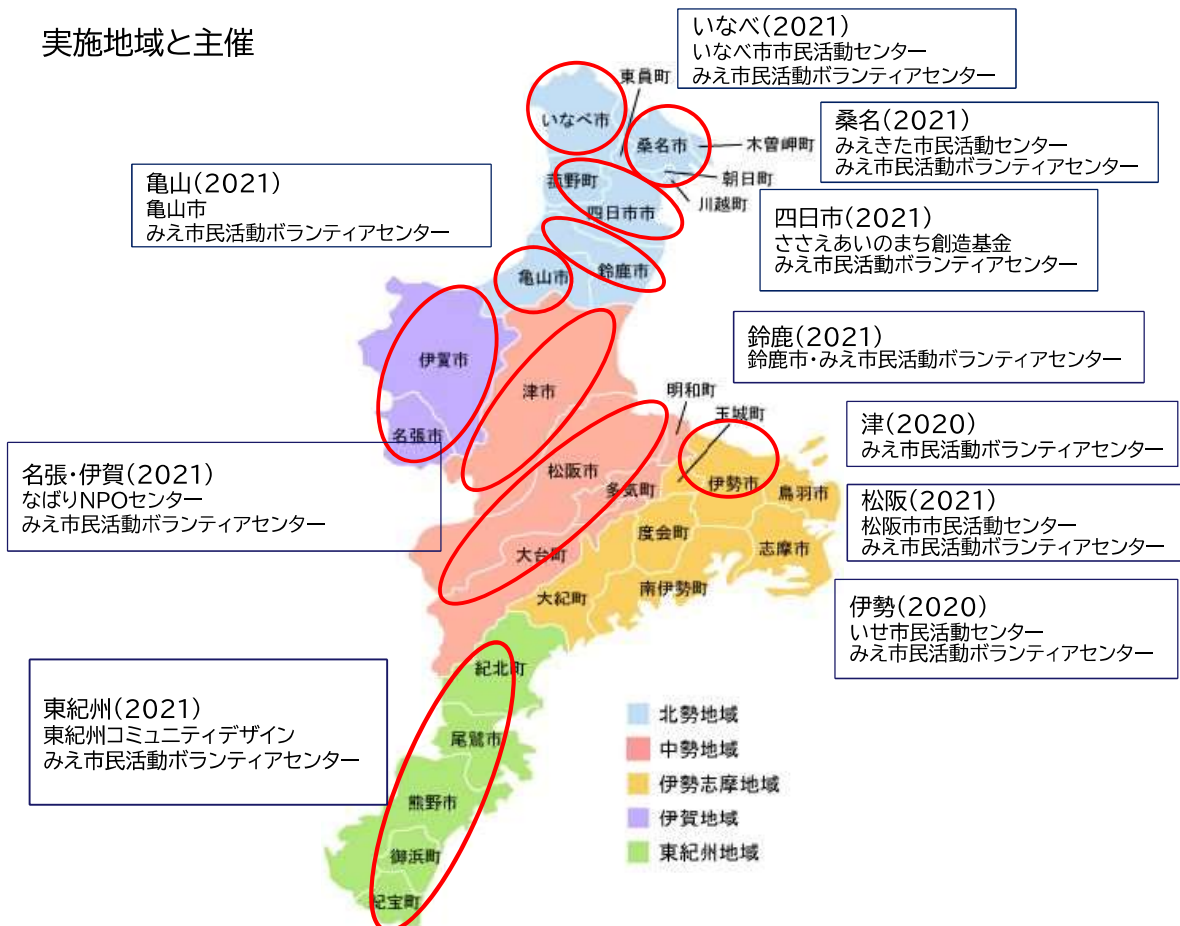 実施地域と主催
いなべ(2021)
いなべ市市民活動センター
みえ市民活動ボランティアセンター
桑名(2021)
みえきた市民活動センター
みえ市民活動ボランティアセンター
亀山(2021)
亀山市
みえ市民活動ボランティアセンター
四日市(2021)
ささえあいのまち創造基金
みえ市民活動ボランティアセンター
鈴鹿(2021)
鈴鹿市・みえ市民活動ボランティアセンター
津(2020)
みえ市民活動ボランティアセンター
名張・伊賀(2021)
なばりNPOセンター
みえ市民活動ボランティアセンター
松阪(2021)
松阪市市民活動センター
みえ市民活動ボランティアセンター
伊勢(2020)
いせ市民活動センター
みえ市民活動ボランティアセンター
東紀州(2021)
東紀州コミュニティデザイン
みえ市民活動ボランティアセンター
東員町
いなべ市
桑名市
木曽岬町
朝日町
川越町
菰野町
四日市市
鈴鹿市
亀山市
伊賀市
名張市
津市
明和町
玉城町
松阪市
多気町
伊勢市
鳥羽市
度会町
志摩市
大台町
南伊勢町
大紀町
紀北町
尾鷲市
熊野市
御浜町
紀宝町
北勢地域
中勢地域
伊勢志摩地域
伊賀地域
東紀州地域